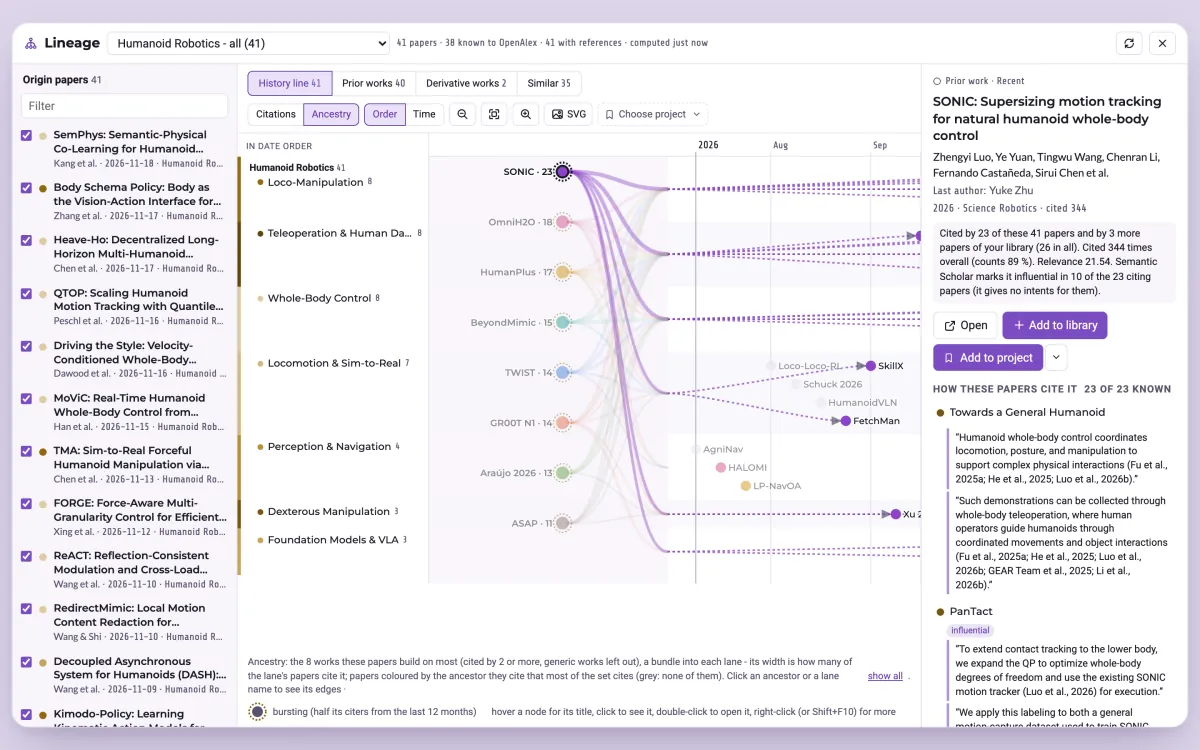 Lineage
Humanoid Robotics - all (41)
41 papers · 38 known to OpenAlex · 41 with references · computed just now
Origin papers 41
Filter
SemPhys: Semantic-Physical
Co-Learning for Humanoid...
Kang et al. · 2026-11-18 · Humanoid Ro...
Body Schema Policy: Body as
the Vision-Action Interface for...
Zhang et al. · 2026-11-17 · Humanoid R...
Heave-Ho: Decentralized Long-
Horizon Multi-Humanoid...
Chen et al. · 2026-11-17 · Humanoid Ro...
QTOP: Scaling Humanoid
Motion Tracking with Quantile...
Peschl et al. · 2026-11-16 · Humanoid R...
Driving the Style: Velocity-
Conditioned Whole-Body...
Dawood et al. · 2026-11-16 · Humanoid ...
MoViC: Real-Time Humanoid
Whole-Body Control from...
Han et al. · 2026-11-15 · Humanoid Rob...
TMA: Sim-to-Real Forceful
Humanoid Manipulation via...
Chen et al. · 2026-11-13 · Humanoid Ro...
FORGE: Force-Aware Multi-
Granularity Control for Efficient...
Xing et al. · 2026-11-12 · Humanoid Rob...
ReACT: Reflection-Consistent
Modulation and Cross-Load...
Wang et al. · 2026-11-10 · Humanoid Ro...
RedirectMimic: Local Motion
Content Redaction for...
Wang & Shi · 2026-11-10 · Humanoid R...
Decoupled Asynchronous
System for Humanoids (DASH):...
Wang et al. · 2026-11-09 · Humanoid Ro...
Kimodo-Policy: Learning
History line 41
Prior works 40
Derivative works 2
Similar 35
Citations
Ancestry
Order
Time
SVG
Choose project
IN DATE ORDER
2026
Aug
Sep
Humanoid Robotics 41
Loco-Manipulation 8
Teleoperation & Human Da... 8
Whole-Body Control 8
Locomotion & Sim-to-Real 7
Perception & Navigation 4
Dexterous Manipulation 3
Foundation Models & VLA 3
SONIC · 23
OmniH2O · 18
HumanPlus · 17
BeyondMimic · 15
TWIST · 14
GR00T N1 · 14
Araújo 2026 · 13
ASAP · 11
Loco-Loco-RL
SkillX
Schuck 2026
HumanoidVLN
FetchMan
AgniNav
HALOMI
LP-NavOA
Xu 2
Ancestry: the 8 works these papers build on most (cited by 2 or more, generic works left out), a bundle into each lane - its width is how many of
the lane's papers cite it; papers coloured by the ancestor they cite that most of the set cites (grey: none of them). Click an ancestor or a lane
name to see its edges ·
show all .
bursting (half its citers from the last 12 months)
hover a node for its title, click to see it, double-click to open it, right-click (or Shift+F10) for more
Prior work · Recent
SONIC: Supersizing motion tracking
for natural humanoid whole-body
control
Zhengyi Luo, Ye Yuan, Tingwu Wang, Chenran Li,
Fernando Castañeda, Sirui Chen et al.
Last author: Yuke Zhu
2026 · Science Robotics · cited 344
Cited by 23 of these 41 papers and by 3 more
papers of your library (26 in all). Cited 344 times
overall (counts 89 %). Relevance 21.54. Semantic
Scholar marks it influential in 10 of the 23 citing
papers (it gives no intents for them).
Open
Add to library
Add to project
HOW THESE PAPERS CITE IT 23 OF 23 KNOWN
Towards a General Humanoid
“Humanoid whole-body control coordinates
locomotion, posture, and manipulation to
support complex physical interactions (Fu et al.,
2025a; He et al., 2025; Luo et al., 2026b).”
“Such demonstrations can be collected through
whole-body teleoperation, where human
operators guide humanoids through
coordinated movements and object interactions
(Fu et al., 2025a; He et al., 2025; Luo et al.,
2026b; GEAR Team et al., 2025; Li et al.,
2026b).”
PanTact
influential
“To extend contact tracking to the lower body,
we expand the QP to optimize whole-body
degrees of freedom and use the existing SONIC
motion tracker (Luo et al., 2026) for execution.”
“We apply this labeling to both a general
motion-capture dataset used to train SONIC